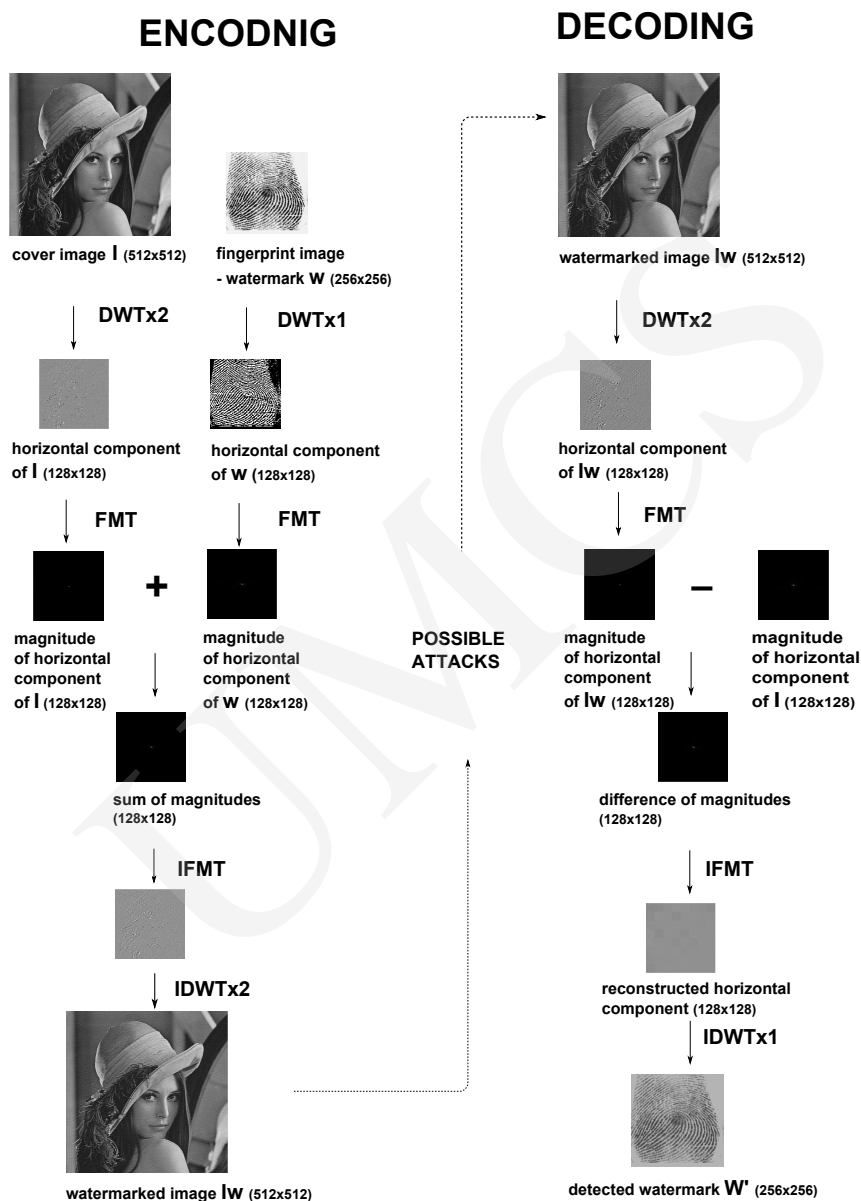 ENCODNIG
cover image I (512x512)
fingerprint image
- watermark w (256x256)
DWTx2
DWTx1
horizontal component
of I (128x128)
horizontal component
of w (128x128)
FMT
FMT
+
magnitude
of horizontal
component
of I (128x128)
magnitude
of horizontal
component
of w (128x128)
sum of magnitudes
(128x128)
IFMT
IDWTx2
watermarked image Iw (512x512)
POSSIBLE
ATTACKS
DECODING
watermarked image Iw (512x512)
DWTx2
horizontal component
of Iw (128x128)
FMT
–
magnitude
of horizontal
component
of Iw (128x128)
magnitude
of horizontal
component
of I (128x128)
difference of magnitudes
(128x128)
IFMT
reconstructed horizontal
component (128x128)
IDWTx1
detected watermark W' (256x256)
UMCS